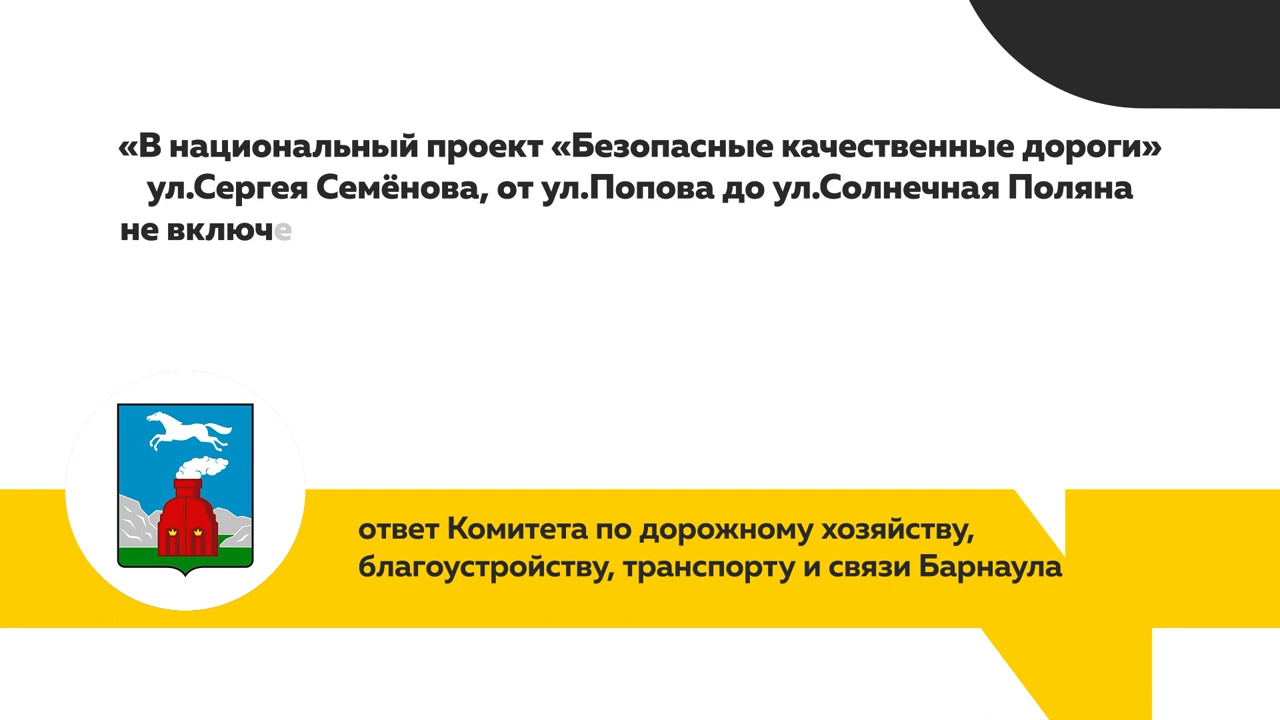 «В национальный проект «Безопасные качественные дороги»
ул.Сергея Семёнова, от ул.Попова до ул.Солнечная Поляна
не включе
ответ Комитета по дорожному хозяйству,
благоустройству, транспорту и связи Барнаула